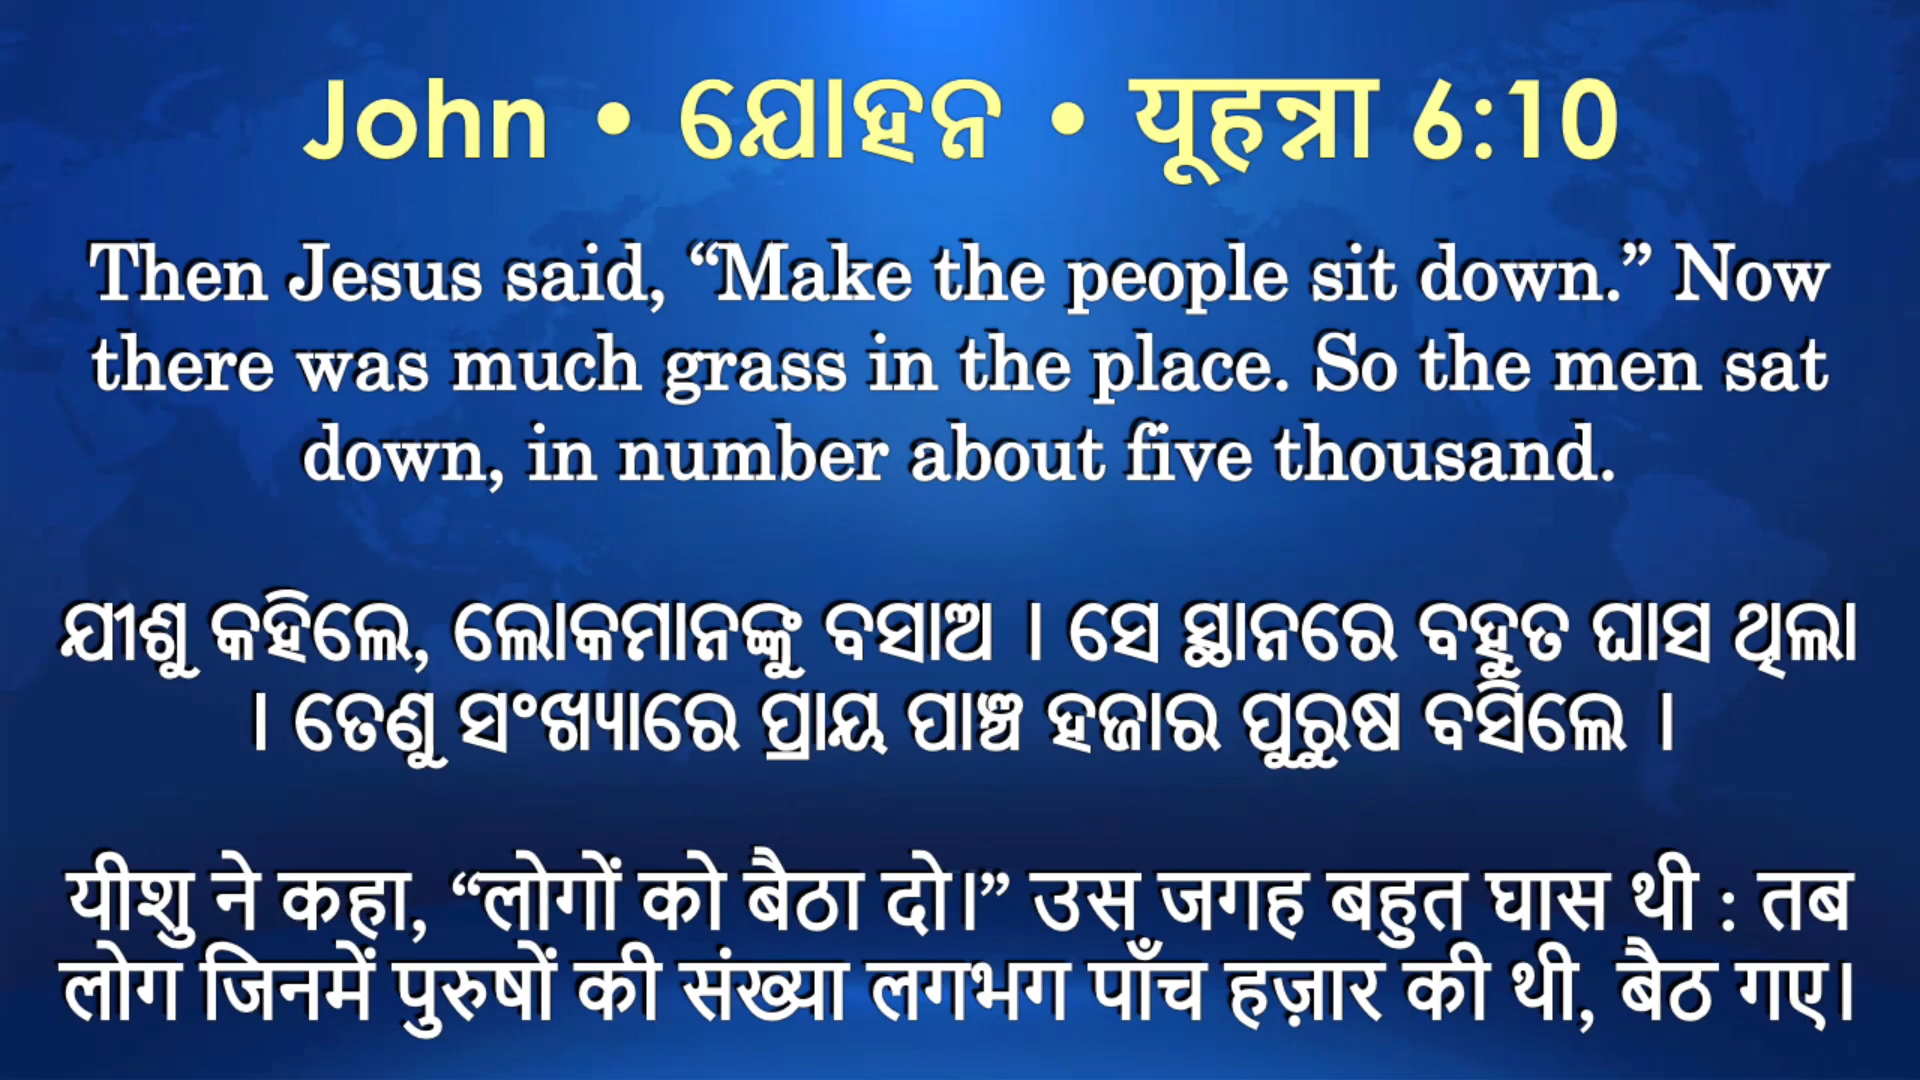 John • ଯୋହନ • यूहन्ना 6:10
Then Jesus said, “Make the people sit down.” Now
there was much grass in the place. So the men sat
down, in number about five thousand.
ଯୀଶୁ କହିଲେ, ଲୋକମାନଙ୍କୁ ବସାଅ । ସେ ସ୍ଥାନରେ ବହୁତ ଘାସ ଥିଲା
। ତେଣୁ ସଂଖ୍ୟାରେ ପ୍ରାୟ ପାଞ୍ଚ ହଜାର ପୁରୁଷ ବସିଲେ ।
यीशु ने कहा, “लोगों को बैठा दो।” उस जगह बहुत घास थी : तब
लोग जिनमें पुरुषों की संख्या लगभग पाँच हज़ार की थी, बैठ गए।